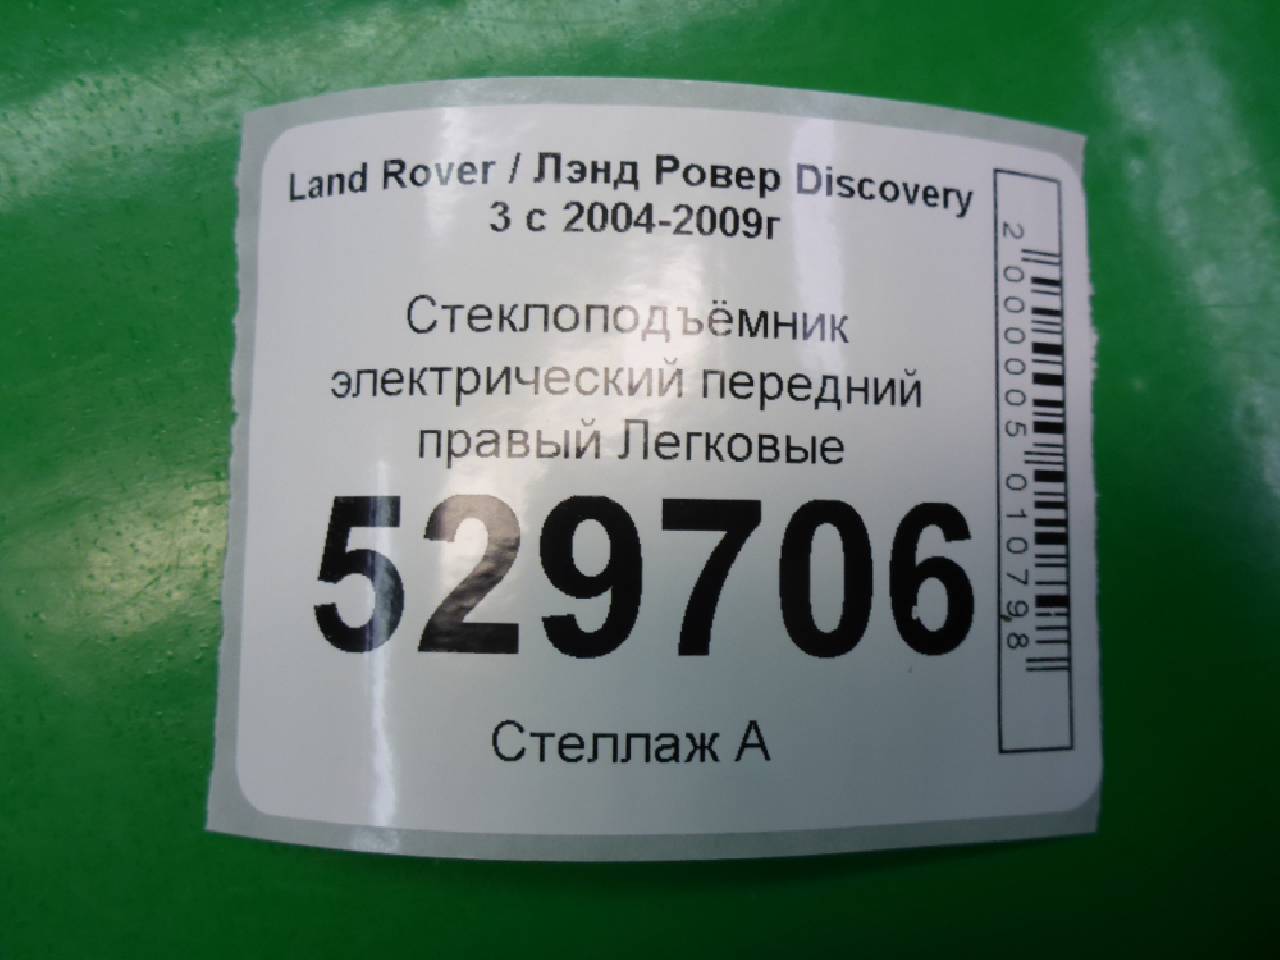 Land Rover / Лэнд Ровер Discovery
3 с 2004-2009г
Стеклоподъёмник
электрический передний
правый Легковые
529706
Стеллаж А
2000005010798